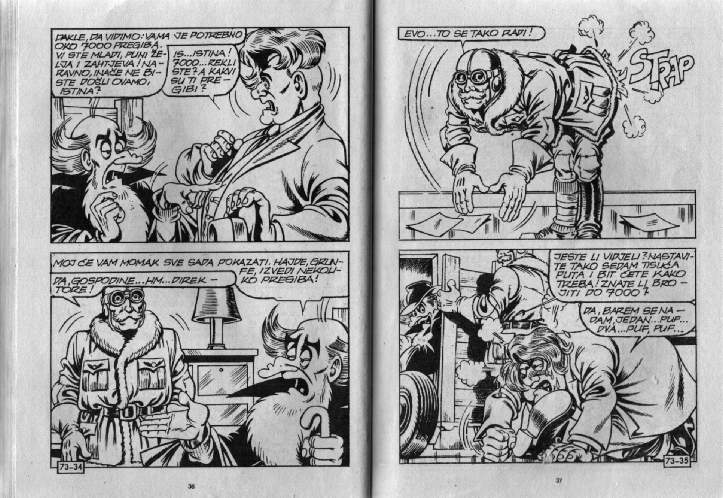 DAKLE, DA VIDIMO: VAMA JE POTREBNO
OKO 7000 PREGIBA.
VI STE MLADI, PUNI ŽE-
LJA I ZAHTJEVA! NA-
RAVNO, INAČE NE BI-
STE DOŠLI OVAMO,
ISTINA?
IS...ISTINA!
7000...REKLI
STE? A KAKVI
SU TI PRE-
GIBI?
MOJ ĆE VAM MOMAK SVE SADA POKAZATI. HAJDE, GRUN-
FE, IZVEDI NEKOLI-
KO PREGIBA!
DA, GOSPODINE...HM...DIREK-
TORE!
73-34
36
EVO...TO SE TAKO RADI!
STRAP
JESTE LI VIDJELI? NASTAVI-
TE TAKO SEDAM TISUĆA
PUTA I BIT ĆETE KAKO
TREBA! ZNATE LI BRO-
JITI DO 7000?
DA, BAREM SE NA-
DAM, JEDAN...PUF...
DVA...PUF, PUF...
73-35
37